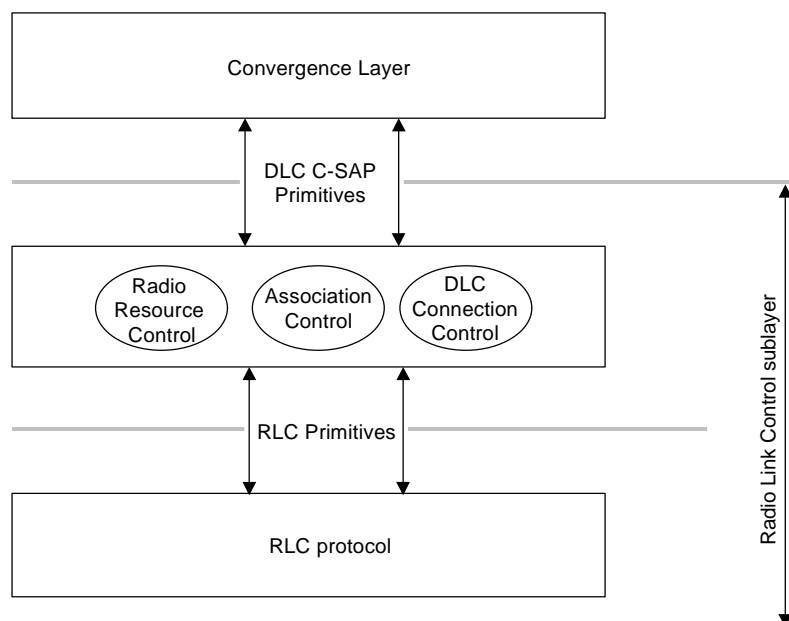 Convergence Layer
DLC C-SAP
Primitives
Radio
Resource
Control
Association
Control
DLC
Connection
Control
RLC Primitives
RLC protocol
Radio Link Control sublayer